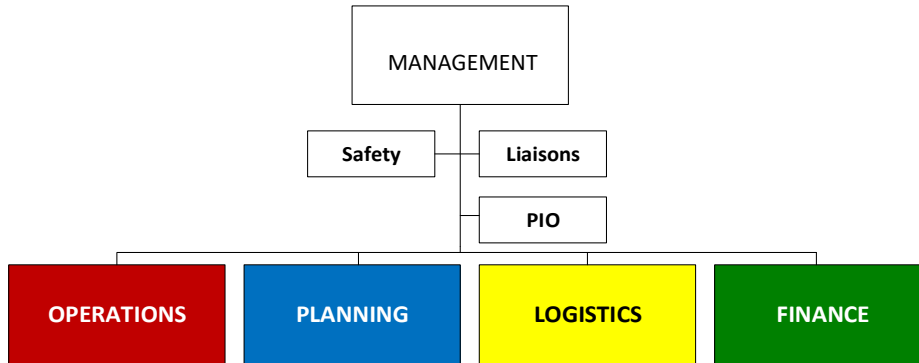 MANAGEMENT
Safety
Liaisons
PIO
OPERATIONS
PLANNING
LOGISTICS
FINANCE